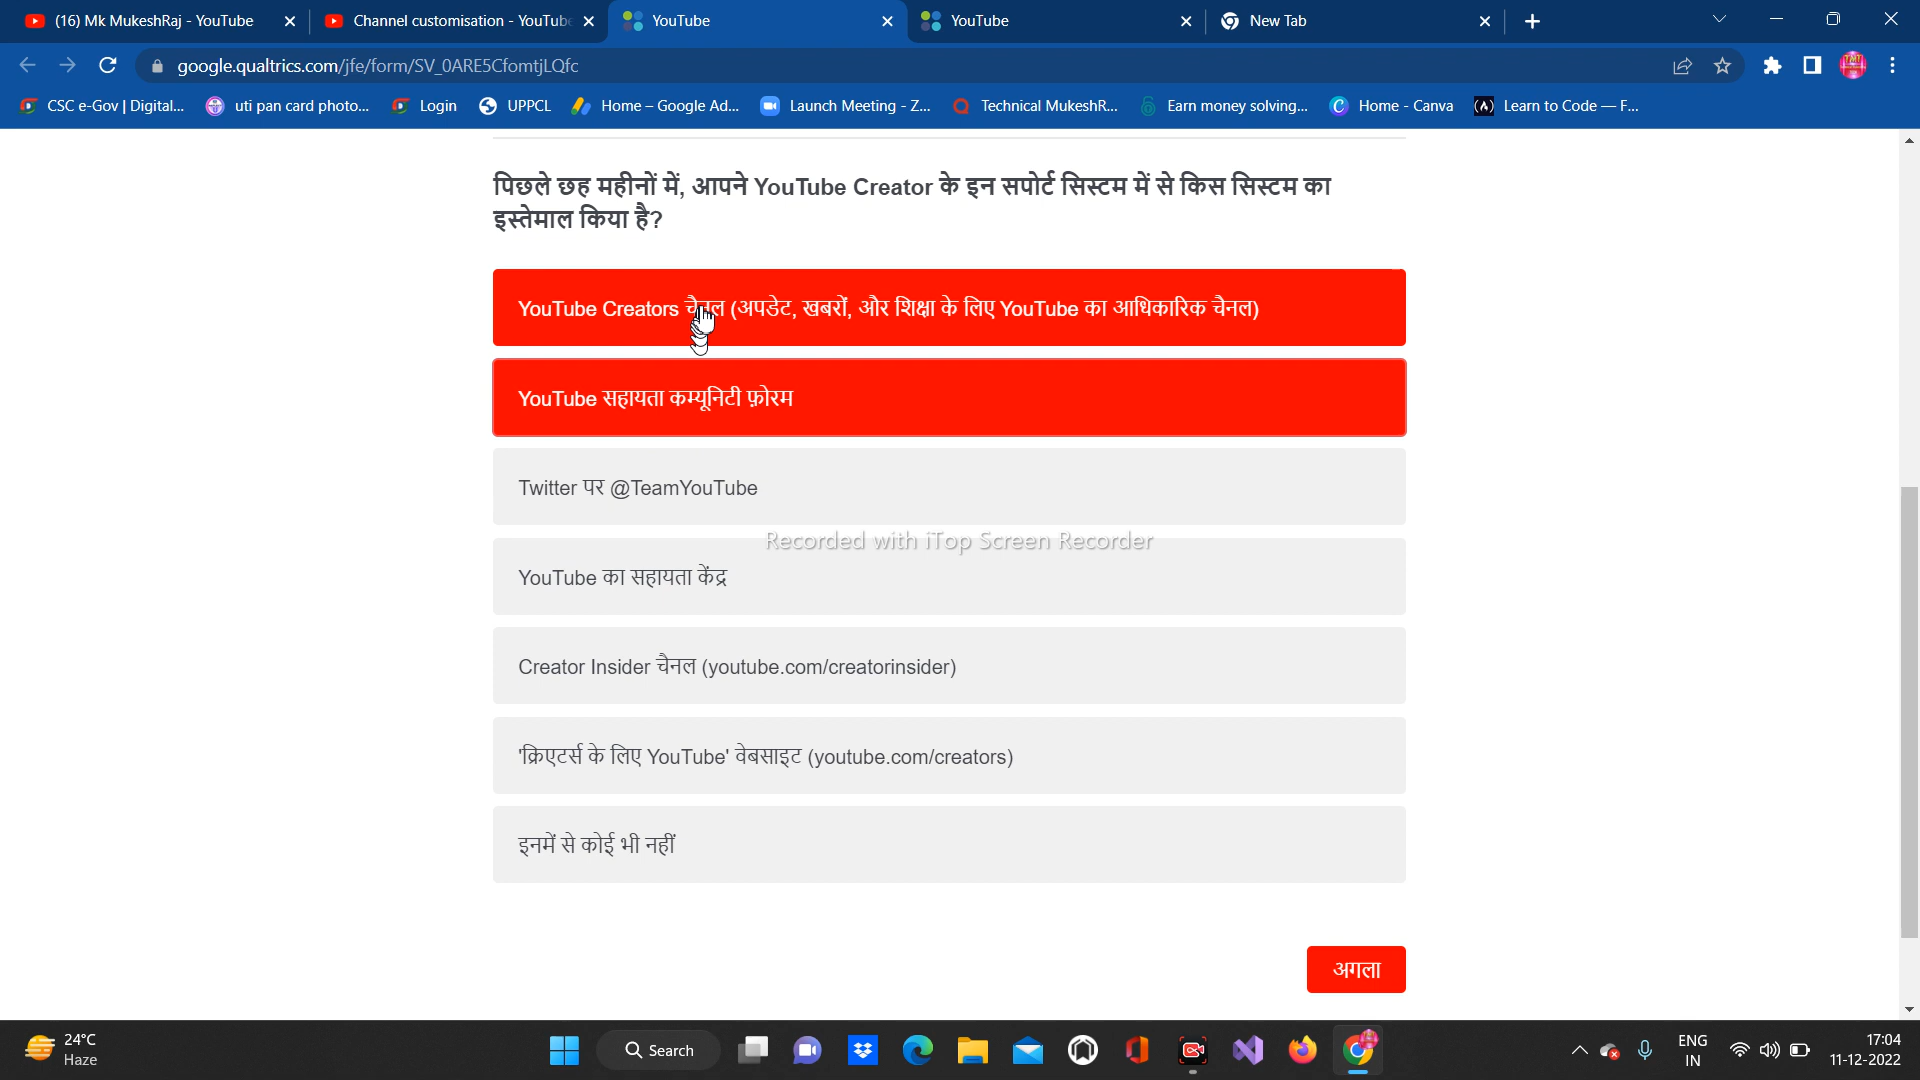 (16) Mk MukeshRaj - YouTube
Channel customisation - YouTube
YouTube
YouTube
New Tab
google.qualtrics.com/jfe/form/SV_0ARE5CfomtjLQfc
CSC e-Gov | Digital...
uti pan card photo...
Login
UPPCL
Home – Google Ad...
Launch Meeting - Z...
Technical MukeshR...
Earn money solving...
Home - Canva
Learn to Code — F...
पिछले छह महीनों में, आपने YouTube Creator के इन सपोर्ट सिस्टम में से किस सिस्टम का
इस्तेमाल किया है?
YouTube Creators चैनल (अपडेट, खबरों, और शिक्षा के लिए YouTube का आधिकारिक चैनल)
YouTube सहायता कम्यूनिटी फ़ोरम
Twitter पर @TeamYouTube
Recorded with iTop Screen Recorder
YouTube का सहायता केंद्र
Creator Insider चैनल (youtube.com/creatorinsider)
'क्रिएटर्स के लिए YouTube' वेबसाइट (youtube.com/creators)
इनमें से कोई भी नहीं
अगला
24°C
Haze
Search
ENG
IN
17:04
11-12-2022